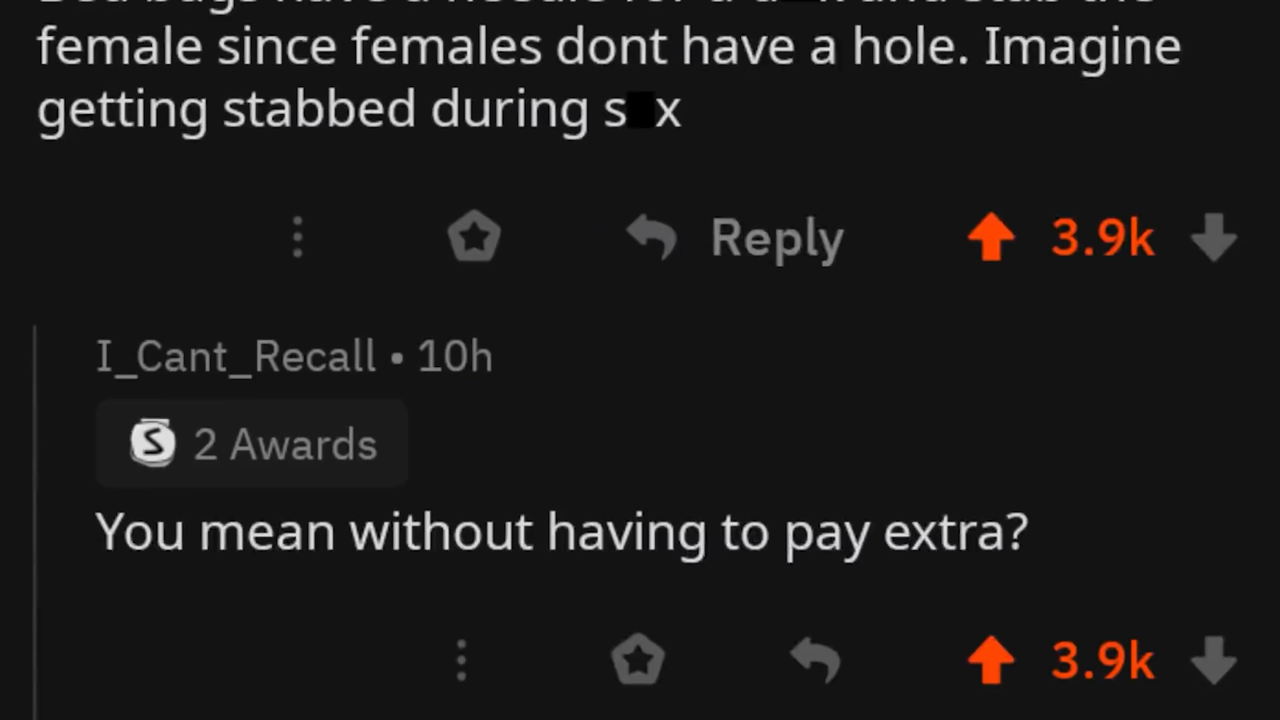 female since females dont have a hole. Imagine
getting stabbed during s x
Reply
3.9k
I_Cant_Recall • 10h
2 Awards
You mean without having to pay extra?
3.9k